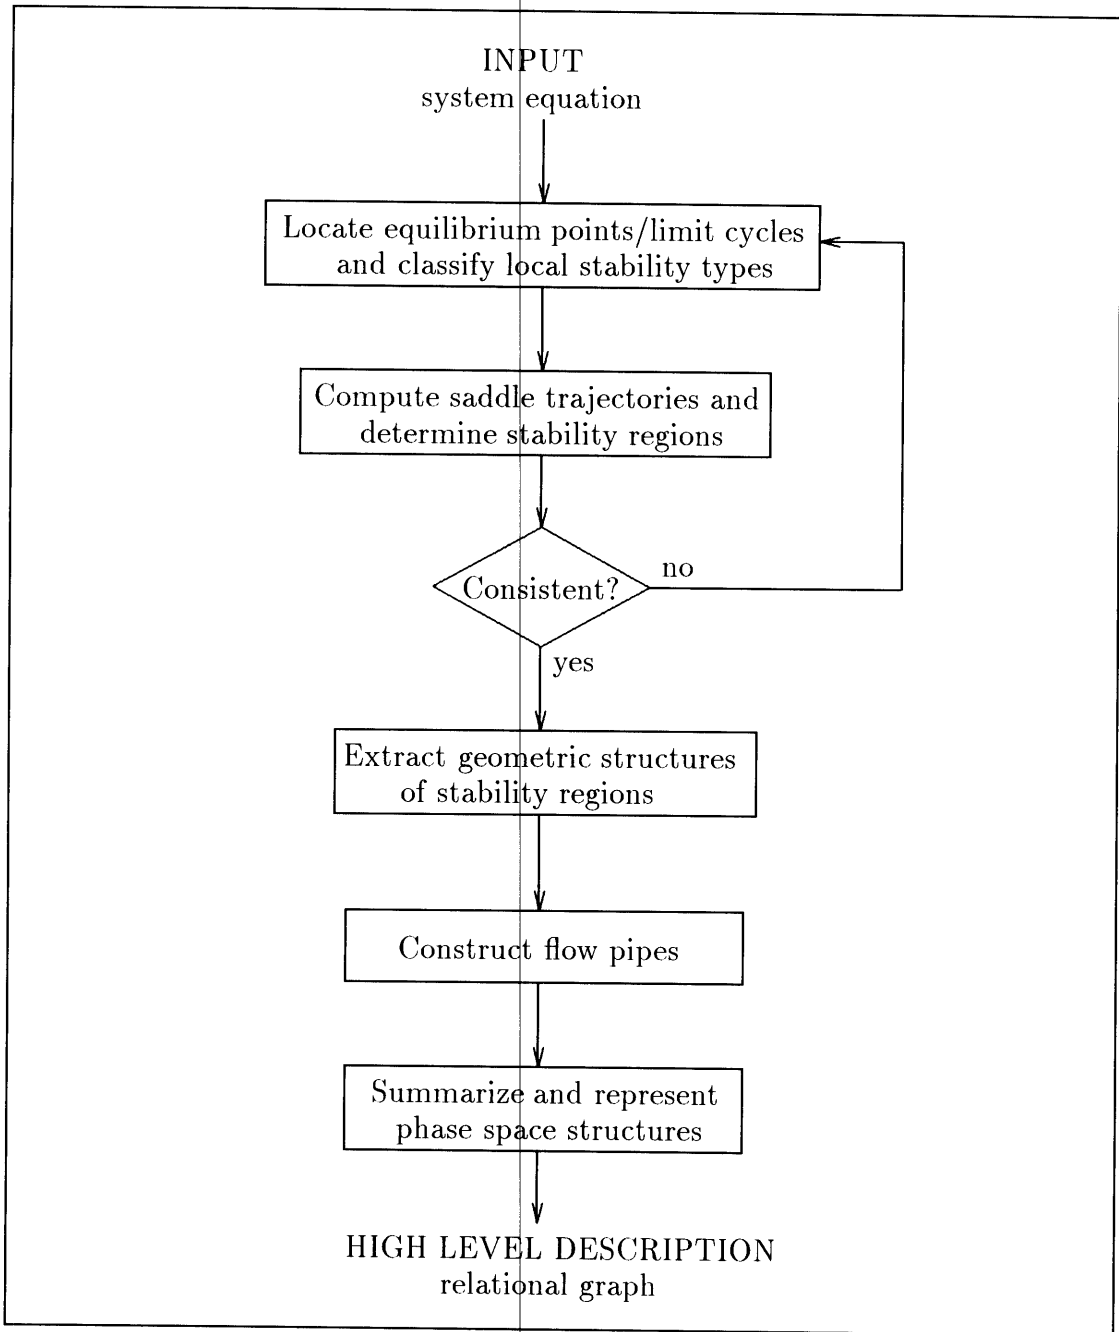 INPUT
system equation
Locate equilibrium points/limit cycles
and classify local stability types
Compute saddle trajectories and
determine stability regions
Consistent?
no
yes
Extract geometric structures
of stability regions
Construct flow pipes
Summarize and represent
phase space structures
HIGH LEVEL DESCRIPTION
relational graph